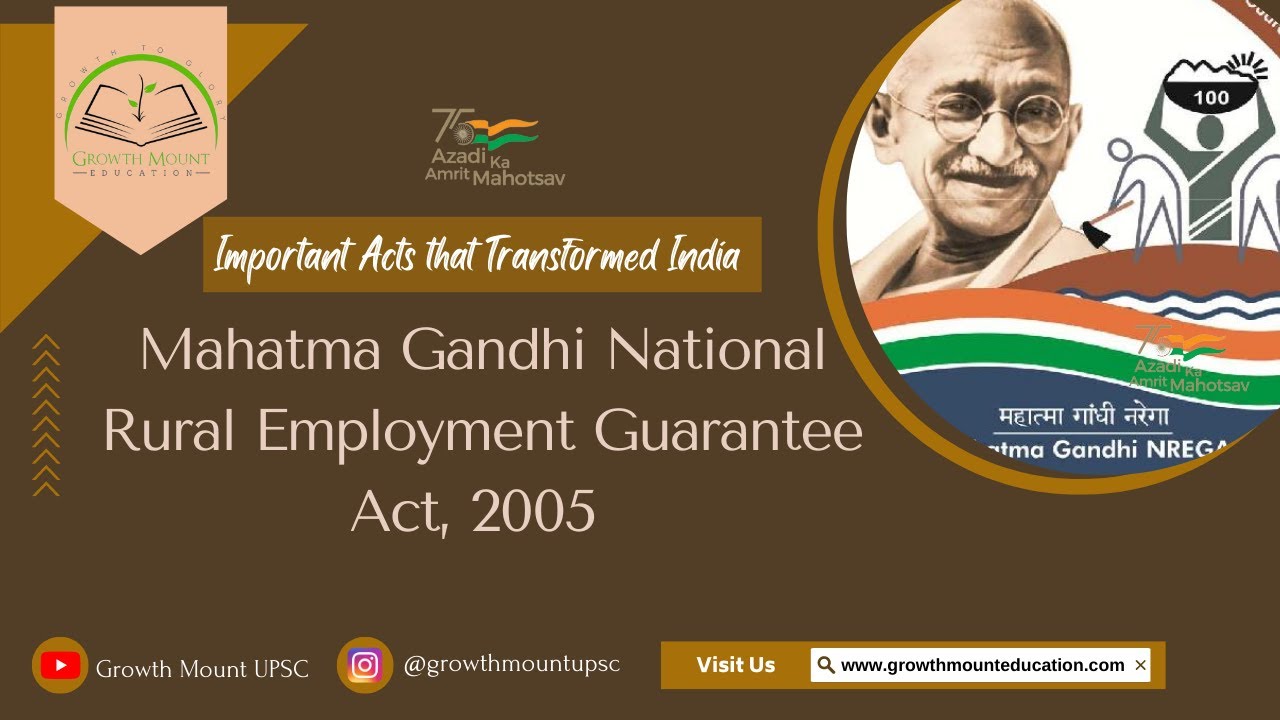 GROWTH TO GLORY
GROWTH MOUNT
EDUCATION
75
Azadi Ka
Amrit Mahotsav
Important Acts that Transformed India
Mahatma Gandhi National
Rural Employment Guarantee
Act, 2005
100
75
Azadi Ka
Amrit Mahotsav
महात्मा गांधी नरेगा
Gandhi NREGA
Growth Mount UPSC
@growthmountupsc
Visit Us
www.growthmounteducation.com